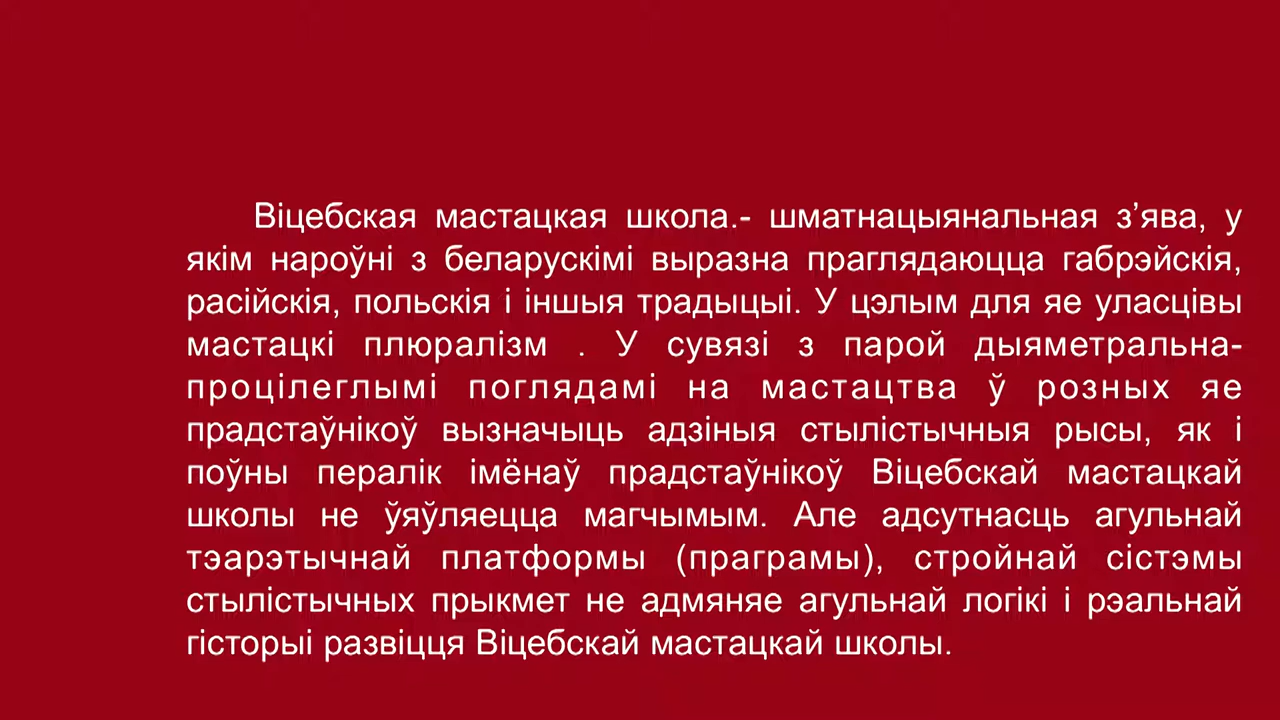 Віцебская мастацкая школа.- шматнацыянальная з’ява, у
якім нароўні з беларускімі выразна праглядаюцца габрэйскія,
расійскія, польскія і іншыя традыцыі. У цэлым для яе уласцівы
мастацкі плюралізм . У сувязі з парой дыяметральна-
процілеглымі поглядамі на мастацтва ў розных яе
прадстаўнікоў вызначыць адзіныя стылістычныя рысы, як і
поўны пералік імёнаў прадстаўнікоў Віцебскай мастацкай
школы не ўяўляецца магчымым. Але адсутнасць агульнай
тэарэтычнай платформы (праграмы), стройнай сістэмы
стылістычных прыкмет не адмяняе агульнай логікі і рэальнай
гісторыі развіцця Віцебскай мастацкай школы.